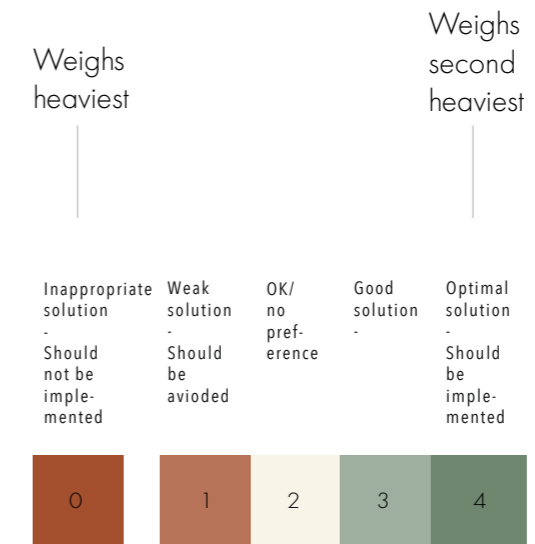 Weighs
heaviest
Weighs
second
heaviest
Inappropriate
solution
-
Should
not be
imple-
mented
Weak
solution
-
Should
be
avioded
OK/
no
pref-
erence
Good
solution
-
Optimal
solution
-
Should
be
imple-
mented
0
1
2
3
4